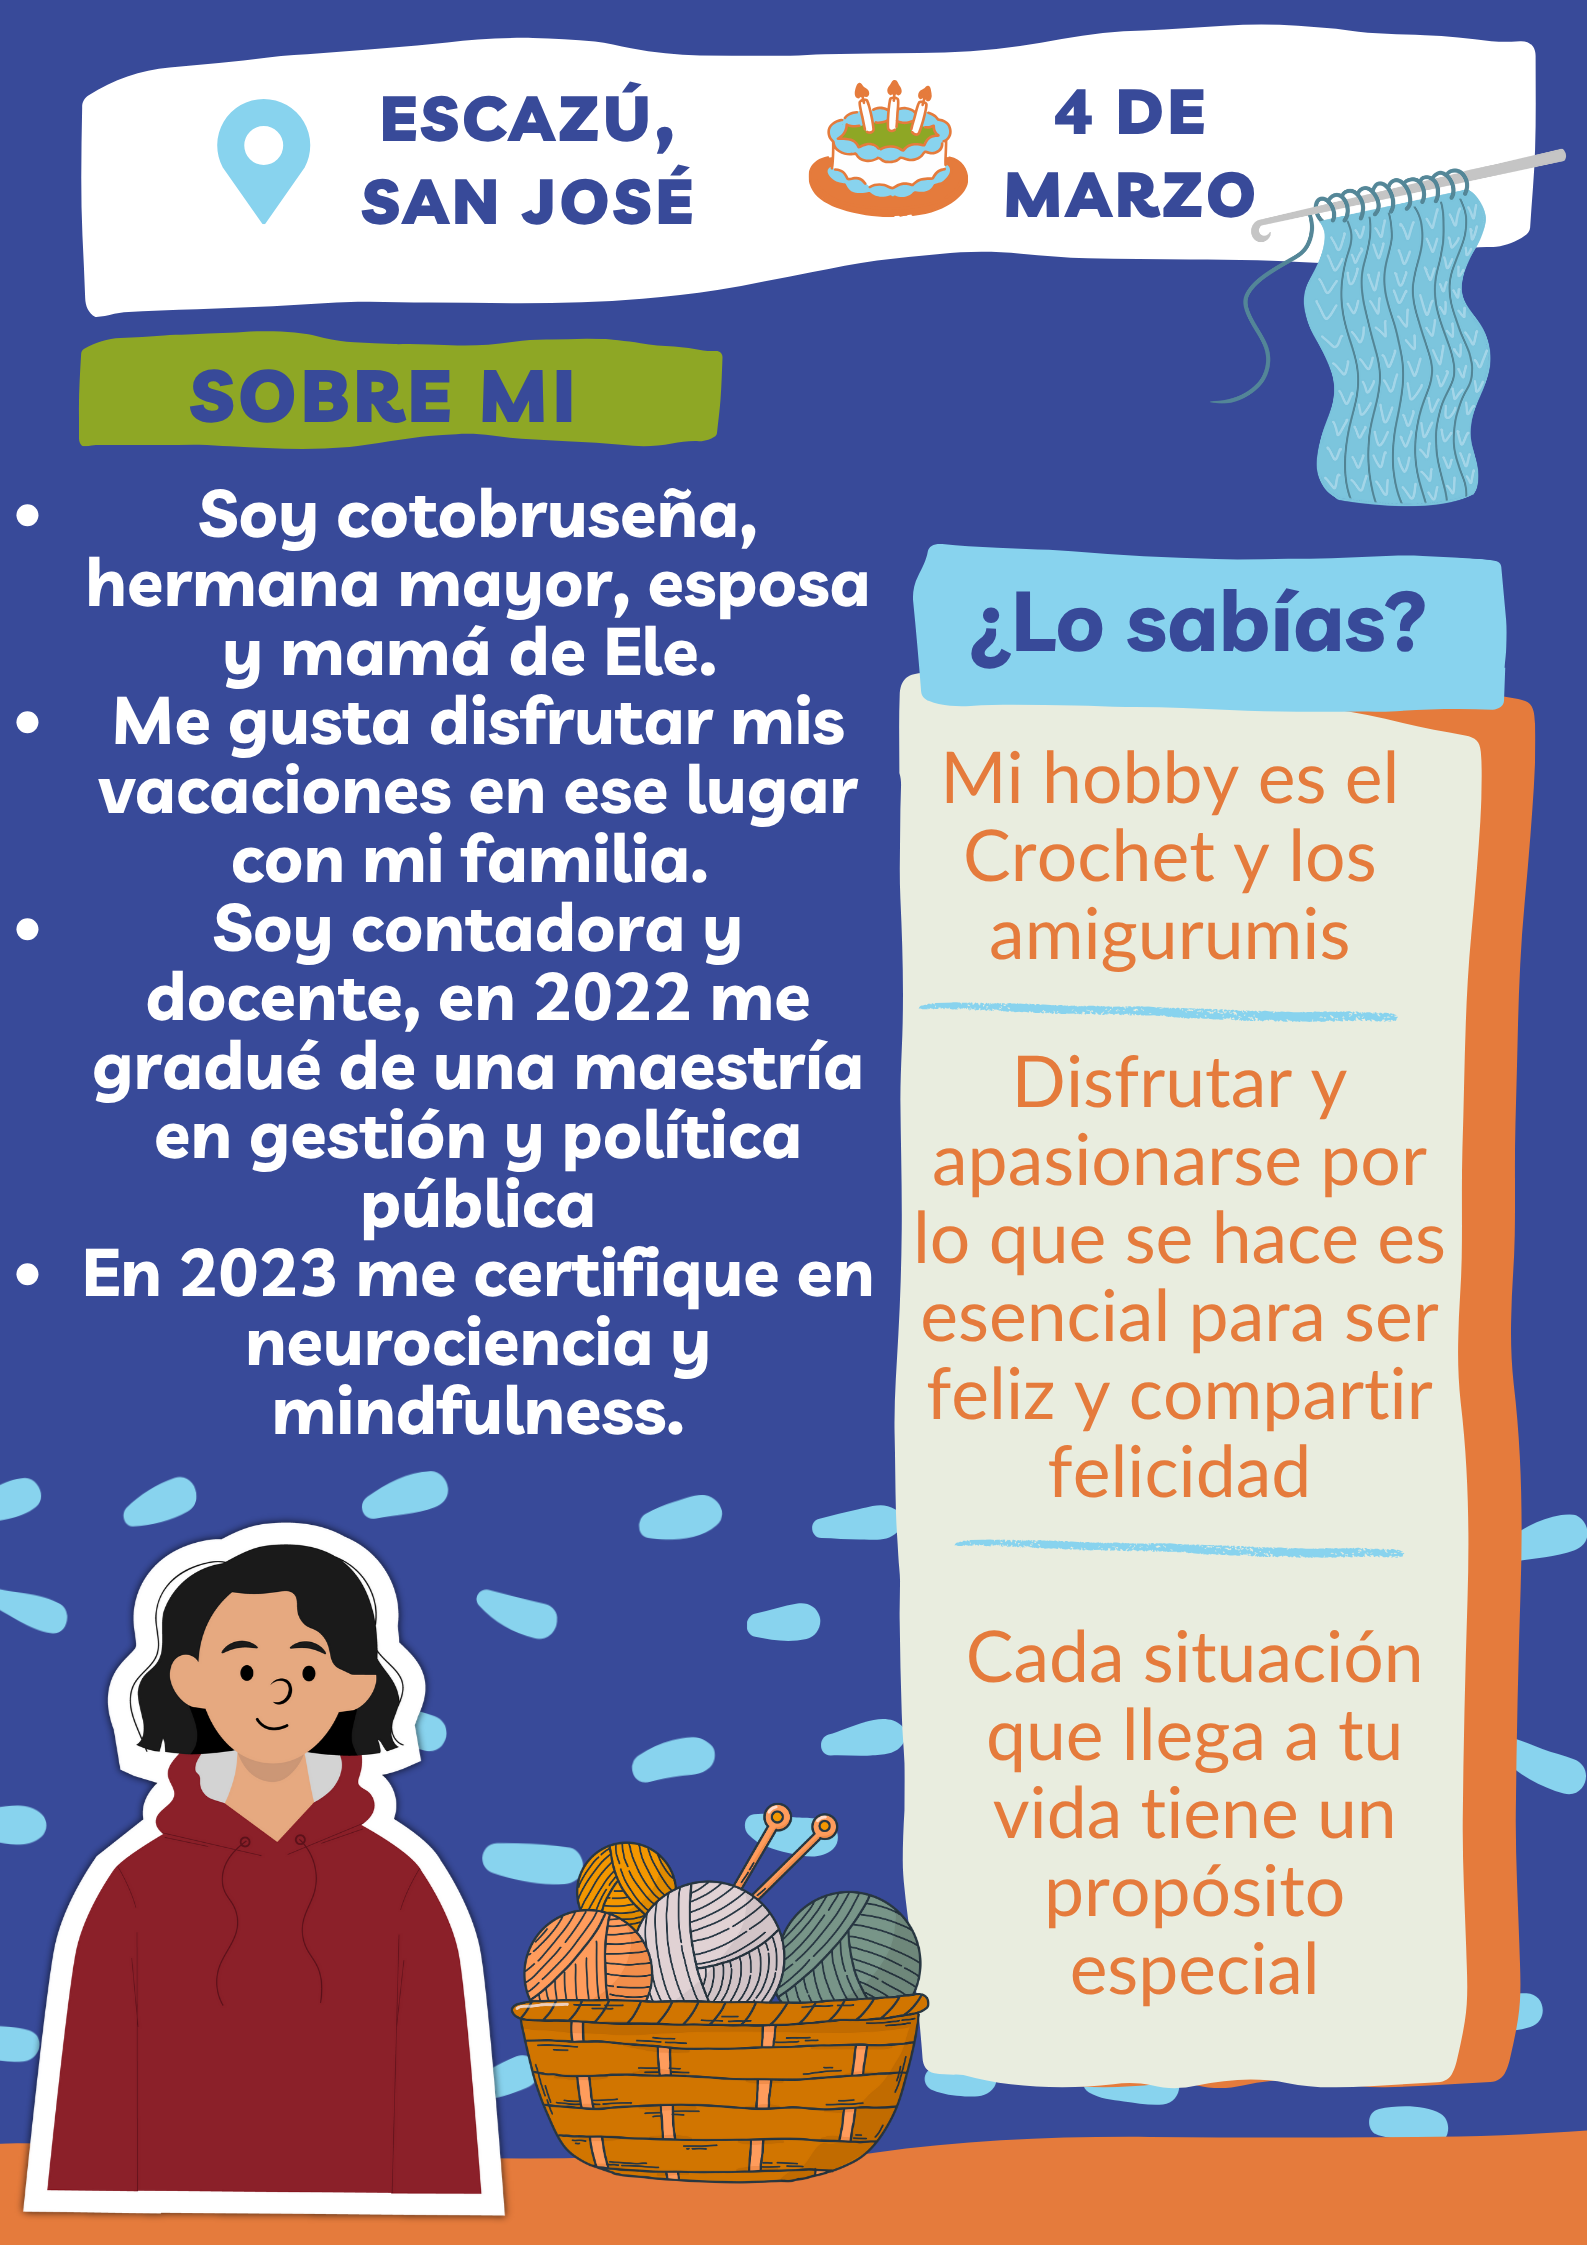 ESCAZÚ,
SAN JOSÉ
4 DE
MARZO
SOBRE MI
• Soy cotobruseña,
hermana mayor, esposa
y mamá de Ele.
• Me gusta disfrutar mis
vacaciones en ese lugar
con mi familia.
• Soy contadora y
docente, en 2022 me
gradué de una maestría
en gestión y política
pública
• En 2023 me certifique en
neurociencia y
mindfulness.
¿Lo sabías?
Mi hobby es el
Crochet y los
amigurumis
Disfrutar y
apasionarse por
lo que se hace es
esencial para ser
feliz y compartir
felicidad
Cada situación
que llega a tu
vida tiene un
propósito
especial